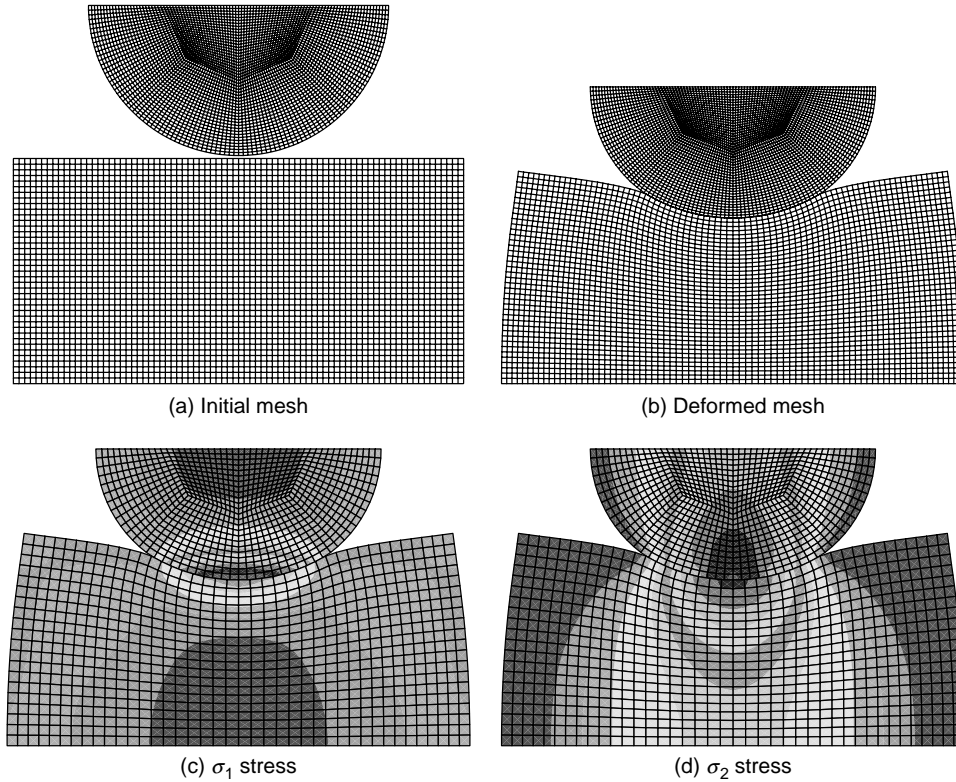 (a) Initial mesh
(b) Deformed mesh
(c) σ₁ stress
(d) σ₂ stress